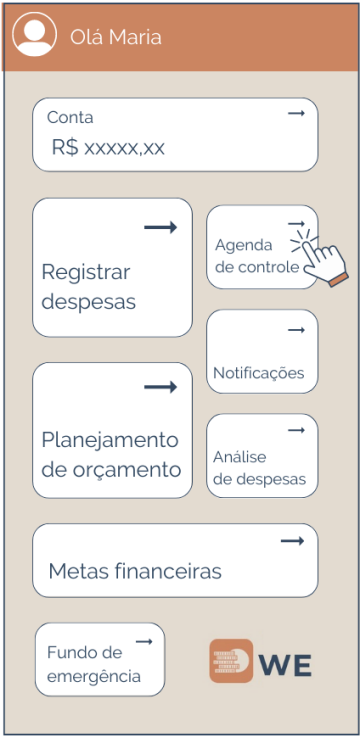 Olá Maria
Conta
R$ xxxxx,xx
Registrar
despesas
Agenda
de controle
Notificações
Planejamento
de orçamento
Análise
de despesas
Metas financeiras
Fundo de
emergência
WE